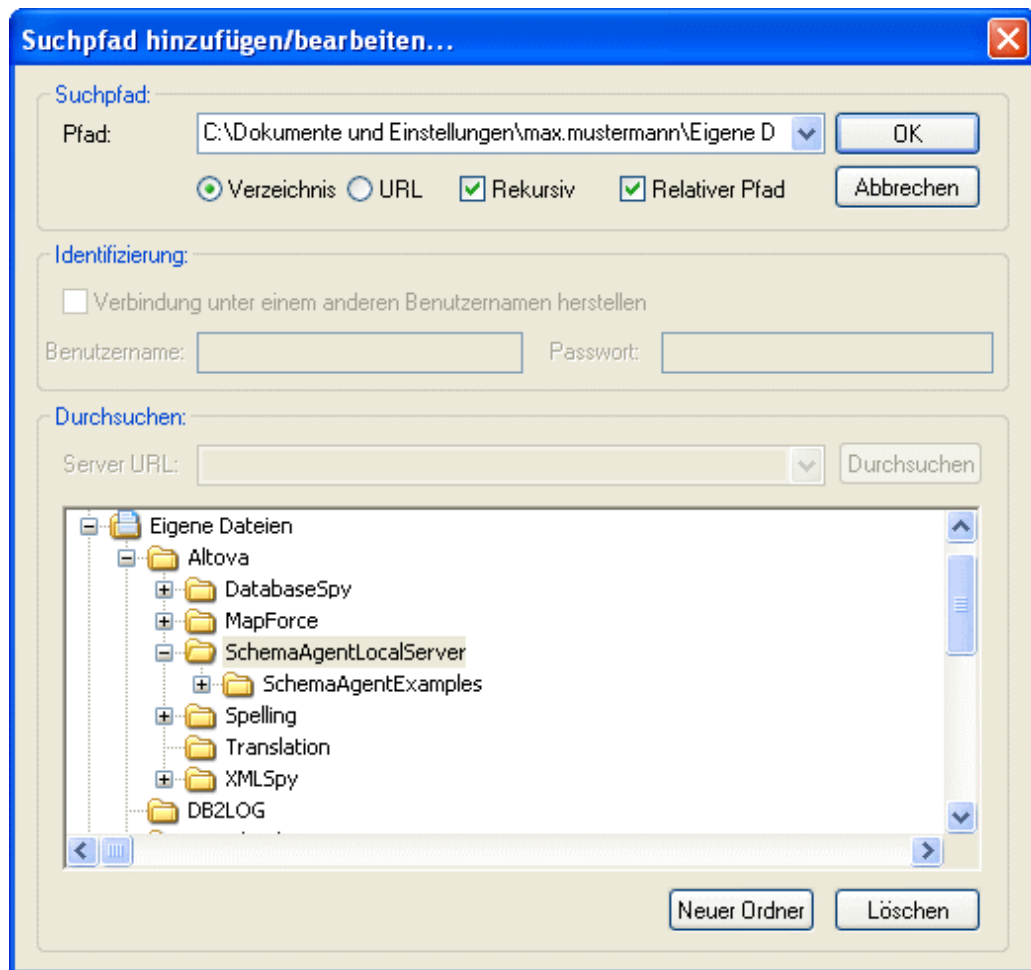 Suchpfad hinzufügen/bearbeiten...
Suchpfad:
Pfad: C:\Dokumente und Einstellungen\max.mustermann\Eigene D OK
Verzeichnis URL Rekursiv Relativer Pfad Abbrechen
Identifizierung:
Verbindung unter einem anderen Benutzernamen herstellen
Benutzername: Passwort:
Durchsuchen:
Server URL: Durchsuchen
Eigene Dateien
Altova
DatabaseSpy
MapForce
SchemaAgentLocalServer
SchemaAgentExamples
Spelling
Translation
XMLSpy
DB2LOG
Neuer Ordner Löschen